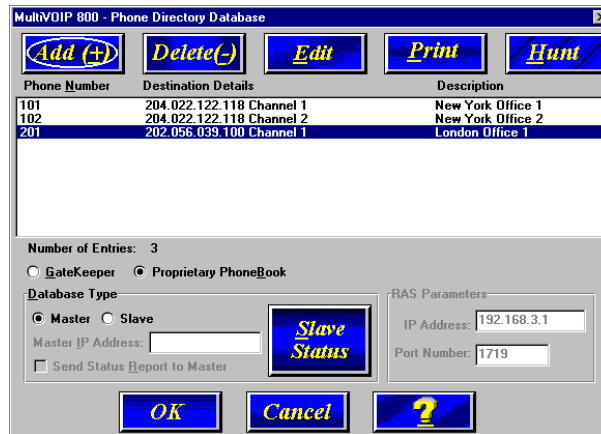 MultiVOIP 800 - Phone Directory Database
Add (+) Delete(-) Edit Print Hunt
Phone Number Destination Details Description
101 204.022.122.118 Channel 1 New York Office 1
102 204.022.122.118 Channel 2 New York Office 2
201 202.056.039.100 Channel 1 London Office 1
Number of Entries: 3
GateKeeper Proprietary PhoneBook
Database Type
Master Slave
Master IP Address:
Send Status Report to Master
Slave Status
RAS Parameters
IP Address: 192.168.3.1
Port Number: 1719
OK Cancel ?